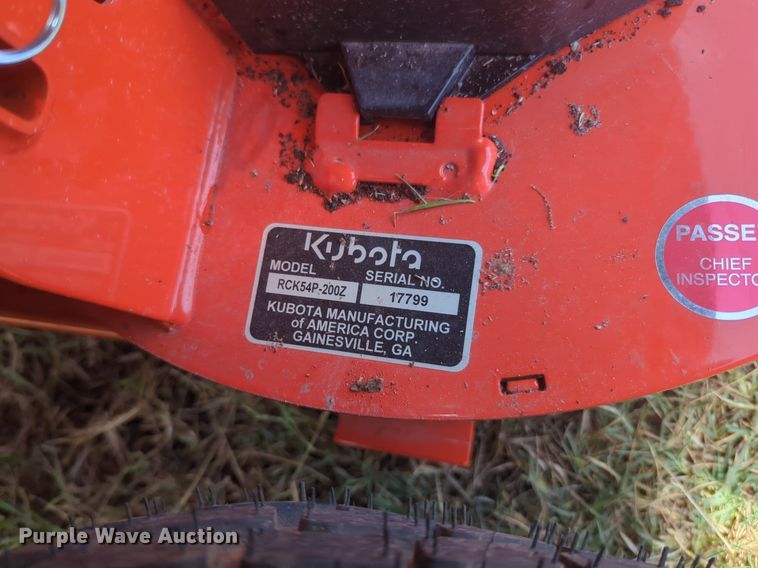 Kubota
MODEL SERIAL NO.
RCK54P-200Z 17799
KUBOTA MANUFACTURING
of AMERICA CORP.
GAINESVILLE, GA
PASSE
CHIEF
INSPECTO
Purple Wave Auction